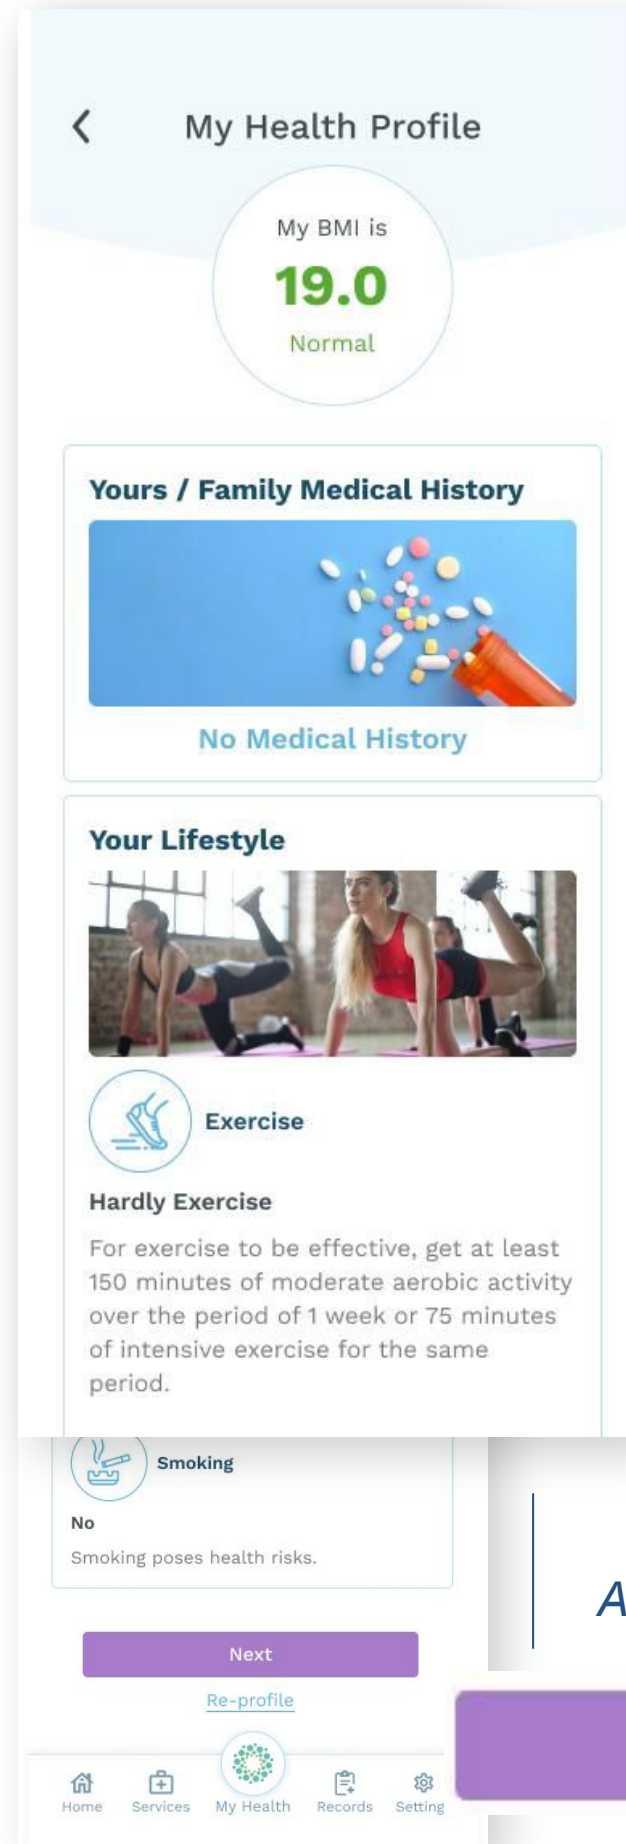 My Health Profile
My BMI is
19.0
Normal
Yours / Family Medical History
No Medical History
Your Lifestyle
Exercise
Hardly Exercise
For exercise to be effective, get at least
150 minutes of moderate aerobic activity
over the period of 1 week or 75 minutes
of intensive exercise for the same
period.
Smoking
No
Smoking poses health risks.
A
Next
Re-profile
Home Services My Health Records Setting